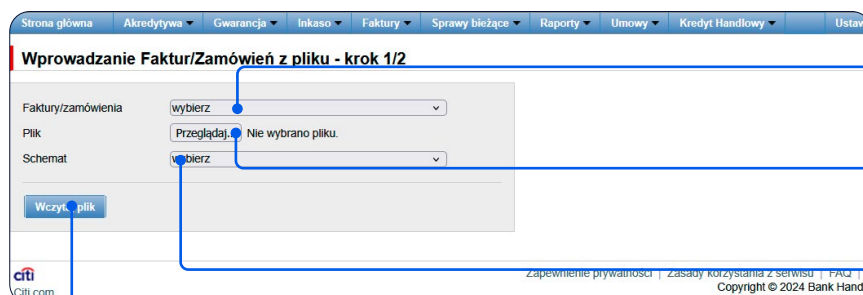 Strona główna Akredytywa Gwarancja Inkaso Faktury Sprawy bieżące Raporty Umowy Kredyt Handlowy Ustaw
Wprowadzanie Faktur/Zamówień z pliku - krok 1/2
Faktury/zamówienia wybierz
Plik Przeglądaj... Nie wybrano pliku.
Schemat wybierz
Wczytaj plik
citi Zapewnienie prywatności | Zasady korzystania z serwisu | FAQ |
Citi.com Copyright © 2024 Bank Hand